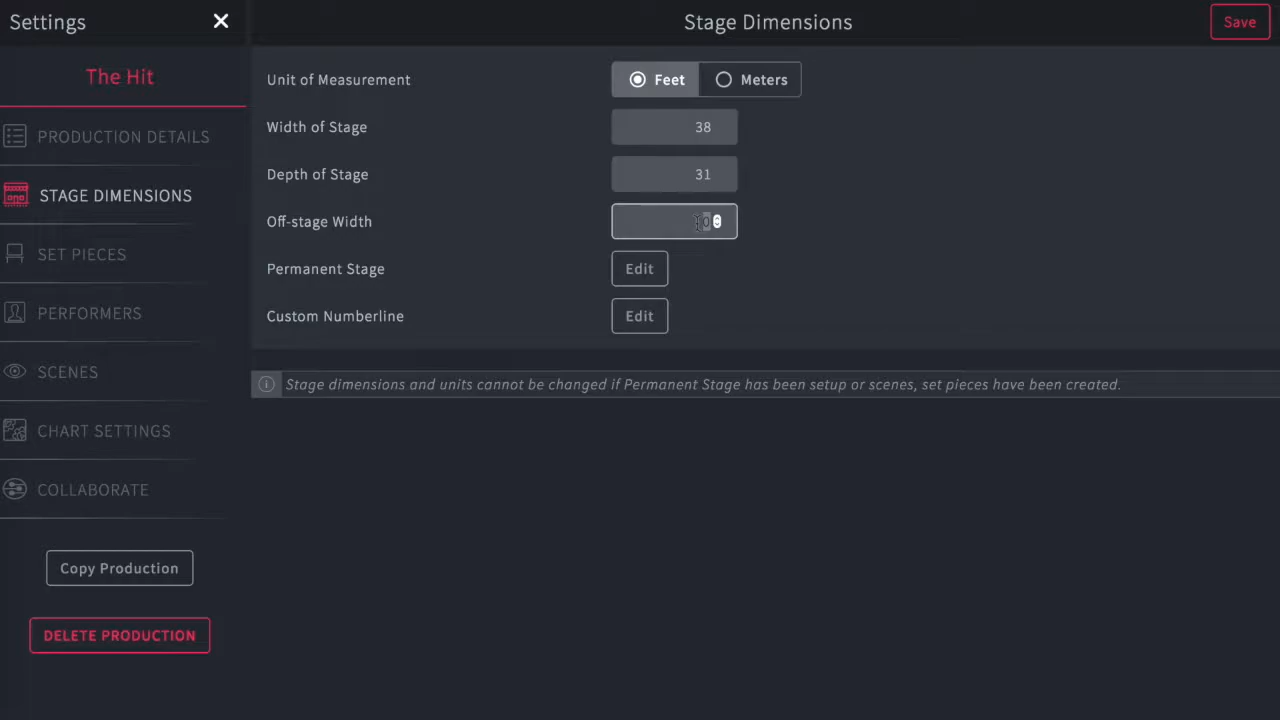 Settings
Stage Dimensions
Save
The Hit
PRODUCTION DETAILS
STAGE DIMENSIONS
SET PIECES
PERFORMERS
SCENES
CHART SETTINGS
COLLABORATE
Copy Production
DELETE PRODUCTION
Unit of Measurement
Feet
Meters
Width of Stage
38
Depth of Stage
31
Off-stage Width
Permanent Stage
Edit
Custom Numberline
Edit
Stage dimensions and units cannot be changed if Permanent Stage has been setup or scenes, set pieces have been created.